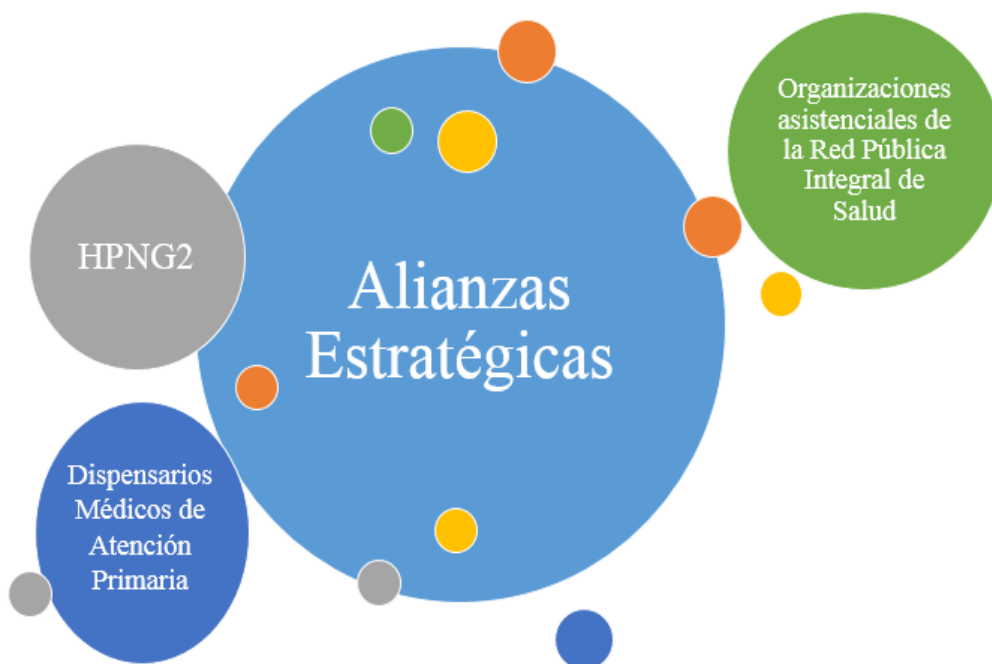 Organizaciones
asistenciales de
la Red Pública
Integral de
Salud
HPNG2
Alianzas
Estratégicas
Dispensarios
Médicos de
Atención
Primaria